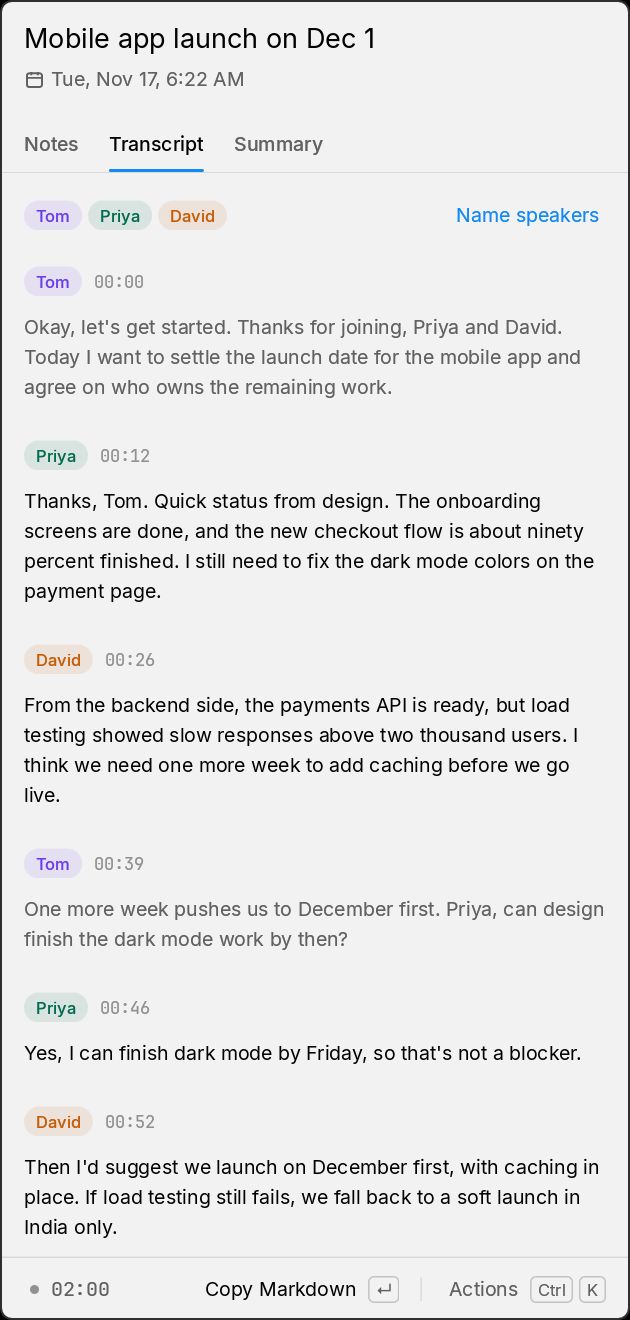 Mobile app launch on Dec 1
Tue, Nov 17, 6:22 AM
Notes Transcript Summary
Tom Priya David Name speakers
Tom 00:00
Okay, let's get started. Thanks for joining, Priya and David.
Today I want to settle the launch date for the mobile app and
agree on who owns the remaining work.
Priya 00:12
Thanks, Tom. Quick status from design. The onboarding
screens are done, and the new checkout flow is about ninety
percent finished. I still need to fix the dark mode colors on the
payment page.
David 00:26
From the backend side, the payments API is ready, but load
testing showed slow responses above two thousand users. I
think we need one more week to add caching before we go
live.
Tom 00:39
One more week pushes us to December first. Priya, can design
finish the dark mode work by then?
Priya 00:46
Yes, I can finish dark mode by Friday, so that's not a blocker.
David 00:52
Then I'd suggest we launch on December first, with caching in
place. If load testing still fails, we fall back to a soft launch in
India only.
02:00 Copy Markdown ↵ Actions Ctrl K